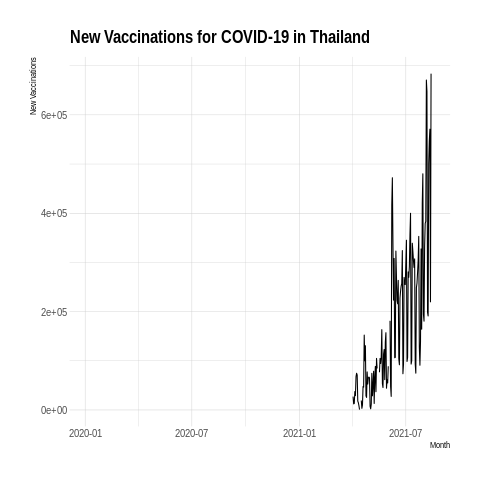 New Vaccinations for COVID-19 in Thailand
New Vaccinations
6e+05
4e+05
2e+05
0e+00
2020-01 2020-07 2021-01 2021-07
Month